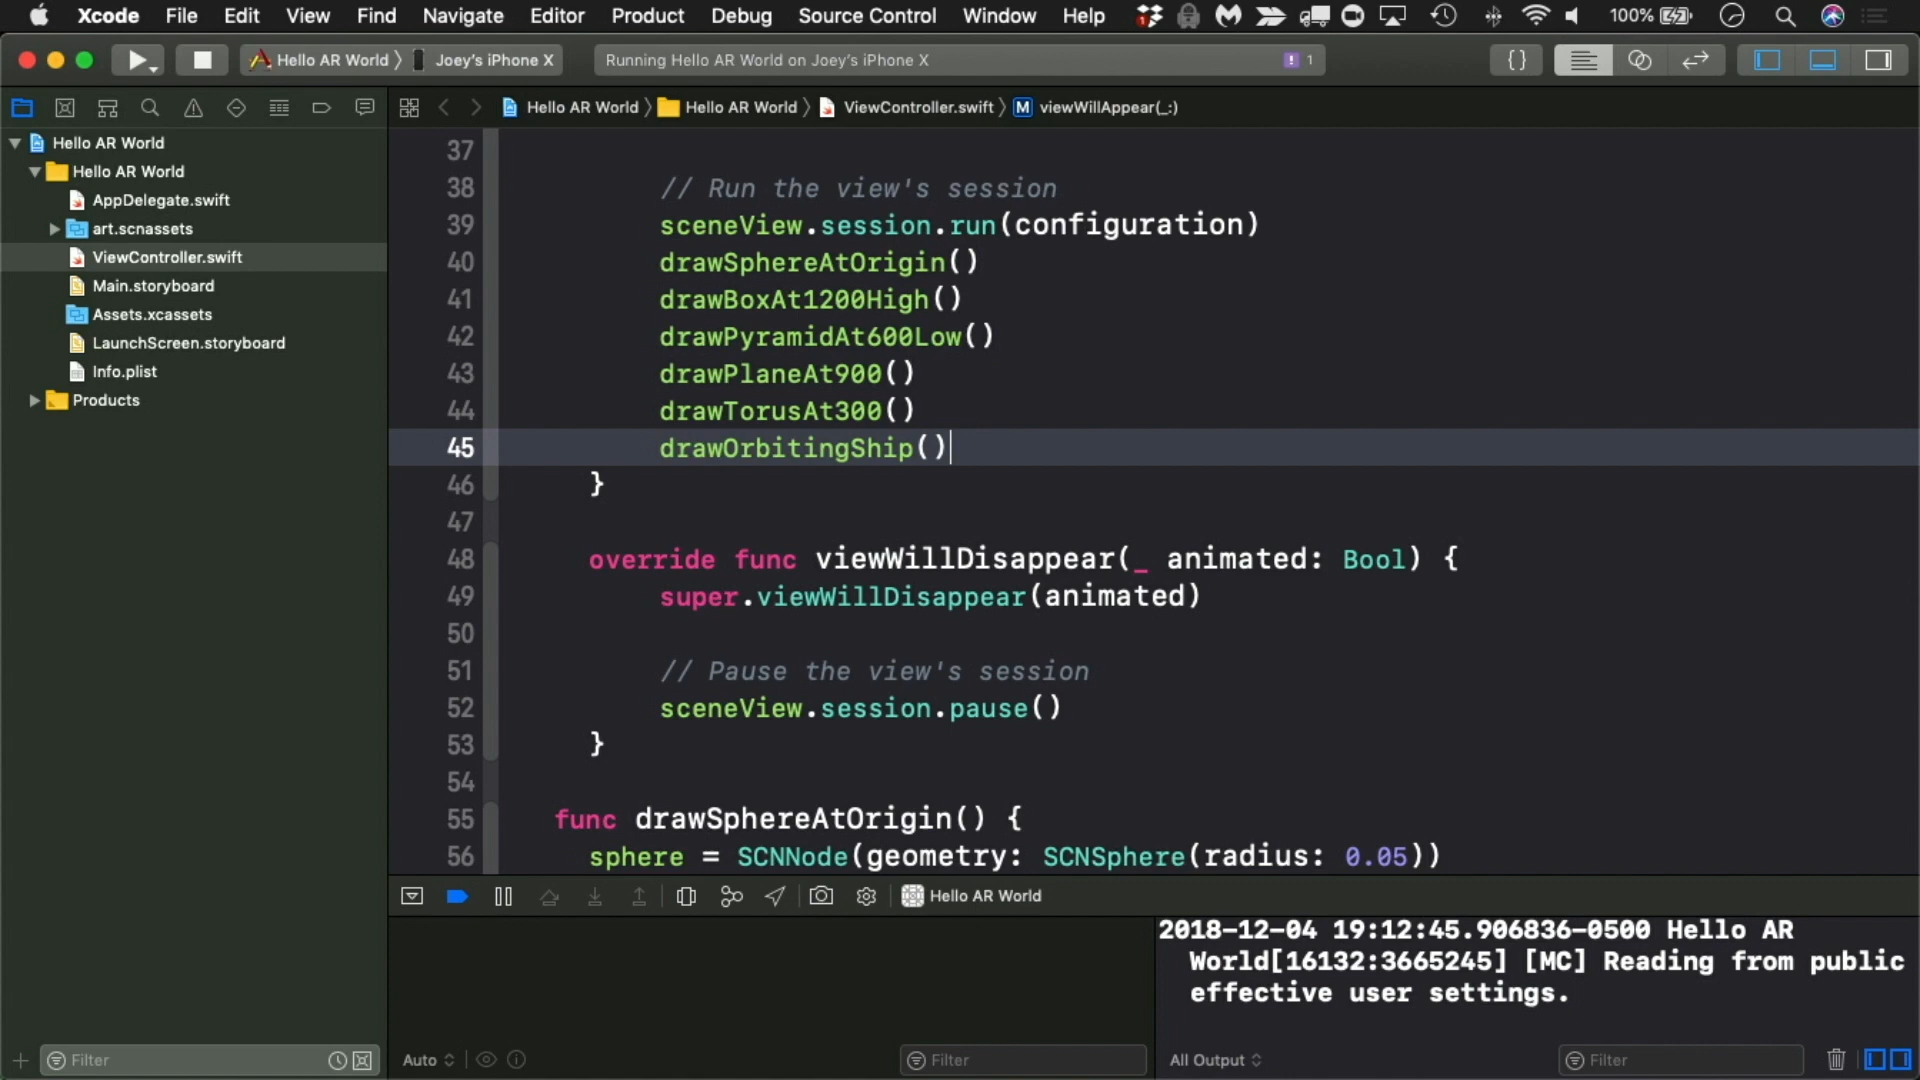 Xcode File Edit View Find Navigate Editor Product Debug Source Control Window Help 100%
Hello AR World Joey's iPhone X Running Hello AR World on Joey's iPhone X 1 {}
Hello AR World Hello AR World ViewController.swift M viewWillAppear(_:)
Hello AR World
Hello AR World
AppDelegate.swift
art.scnassets
ViewController.swift
Main.storyboard
Assets.xcassets
LaunchScreen.storyboard
Info.plist
Products
37
38 // Run the view's session
39 sceneView.session.run(configuration)
40 drawSphereAtOrigin()
41 drawBoxAt1200High()
42 drawPyramidAt600Low()
43 drawPlaneAt900()
44 drawTorusAt300()
45 drawOrbitingShip()
46 }
47
48 override func viewWillDisappear(_ animated: Bool) {
49 super.viewWillDisappear(animated)
50
51 // Pause the view's session
52 sceneView.session.pause()
53 }
54
55 func drawSphereAtOrigin() {
56 sphere = SCNNode(geometry: SCNSphere(radius: 0.05))
Hello AR World
2018-12-04 19:12:45.906836-0500 Hello AR
World[16132:3665245] [MC] Reading from public
effective user settings.
Filter Auto Filter All Output Filter